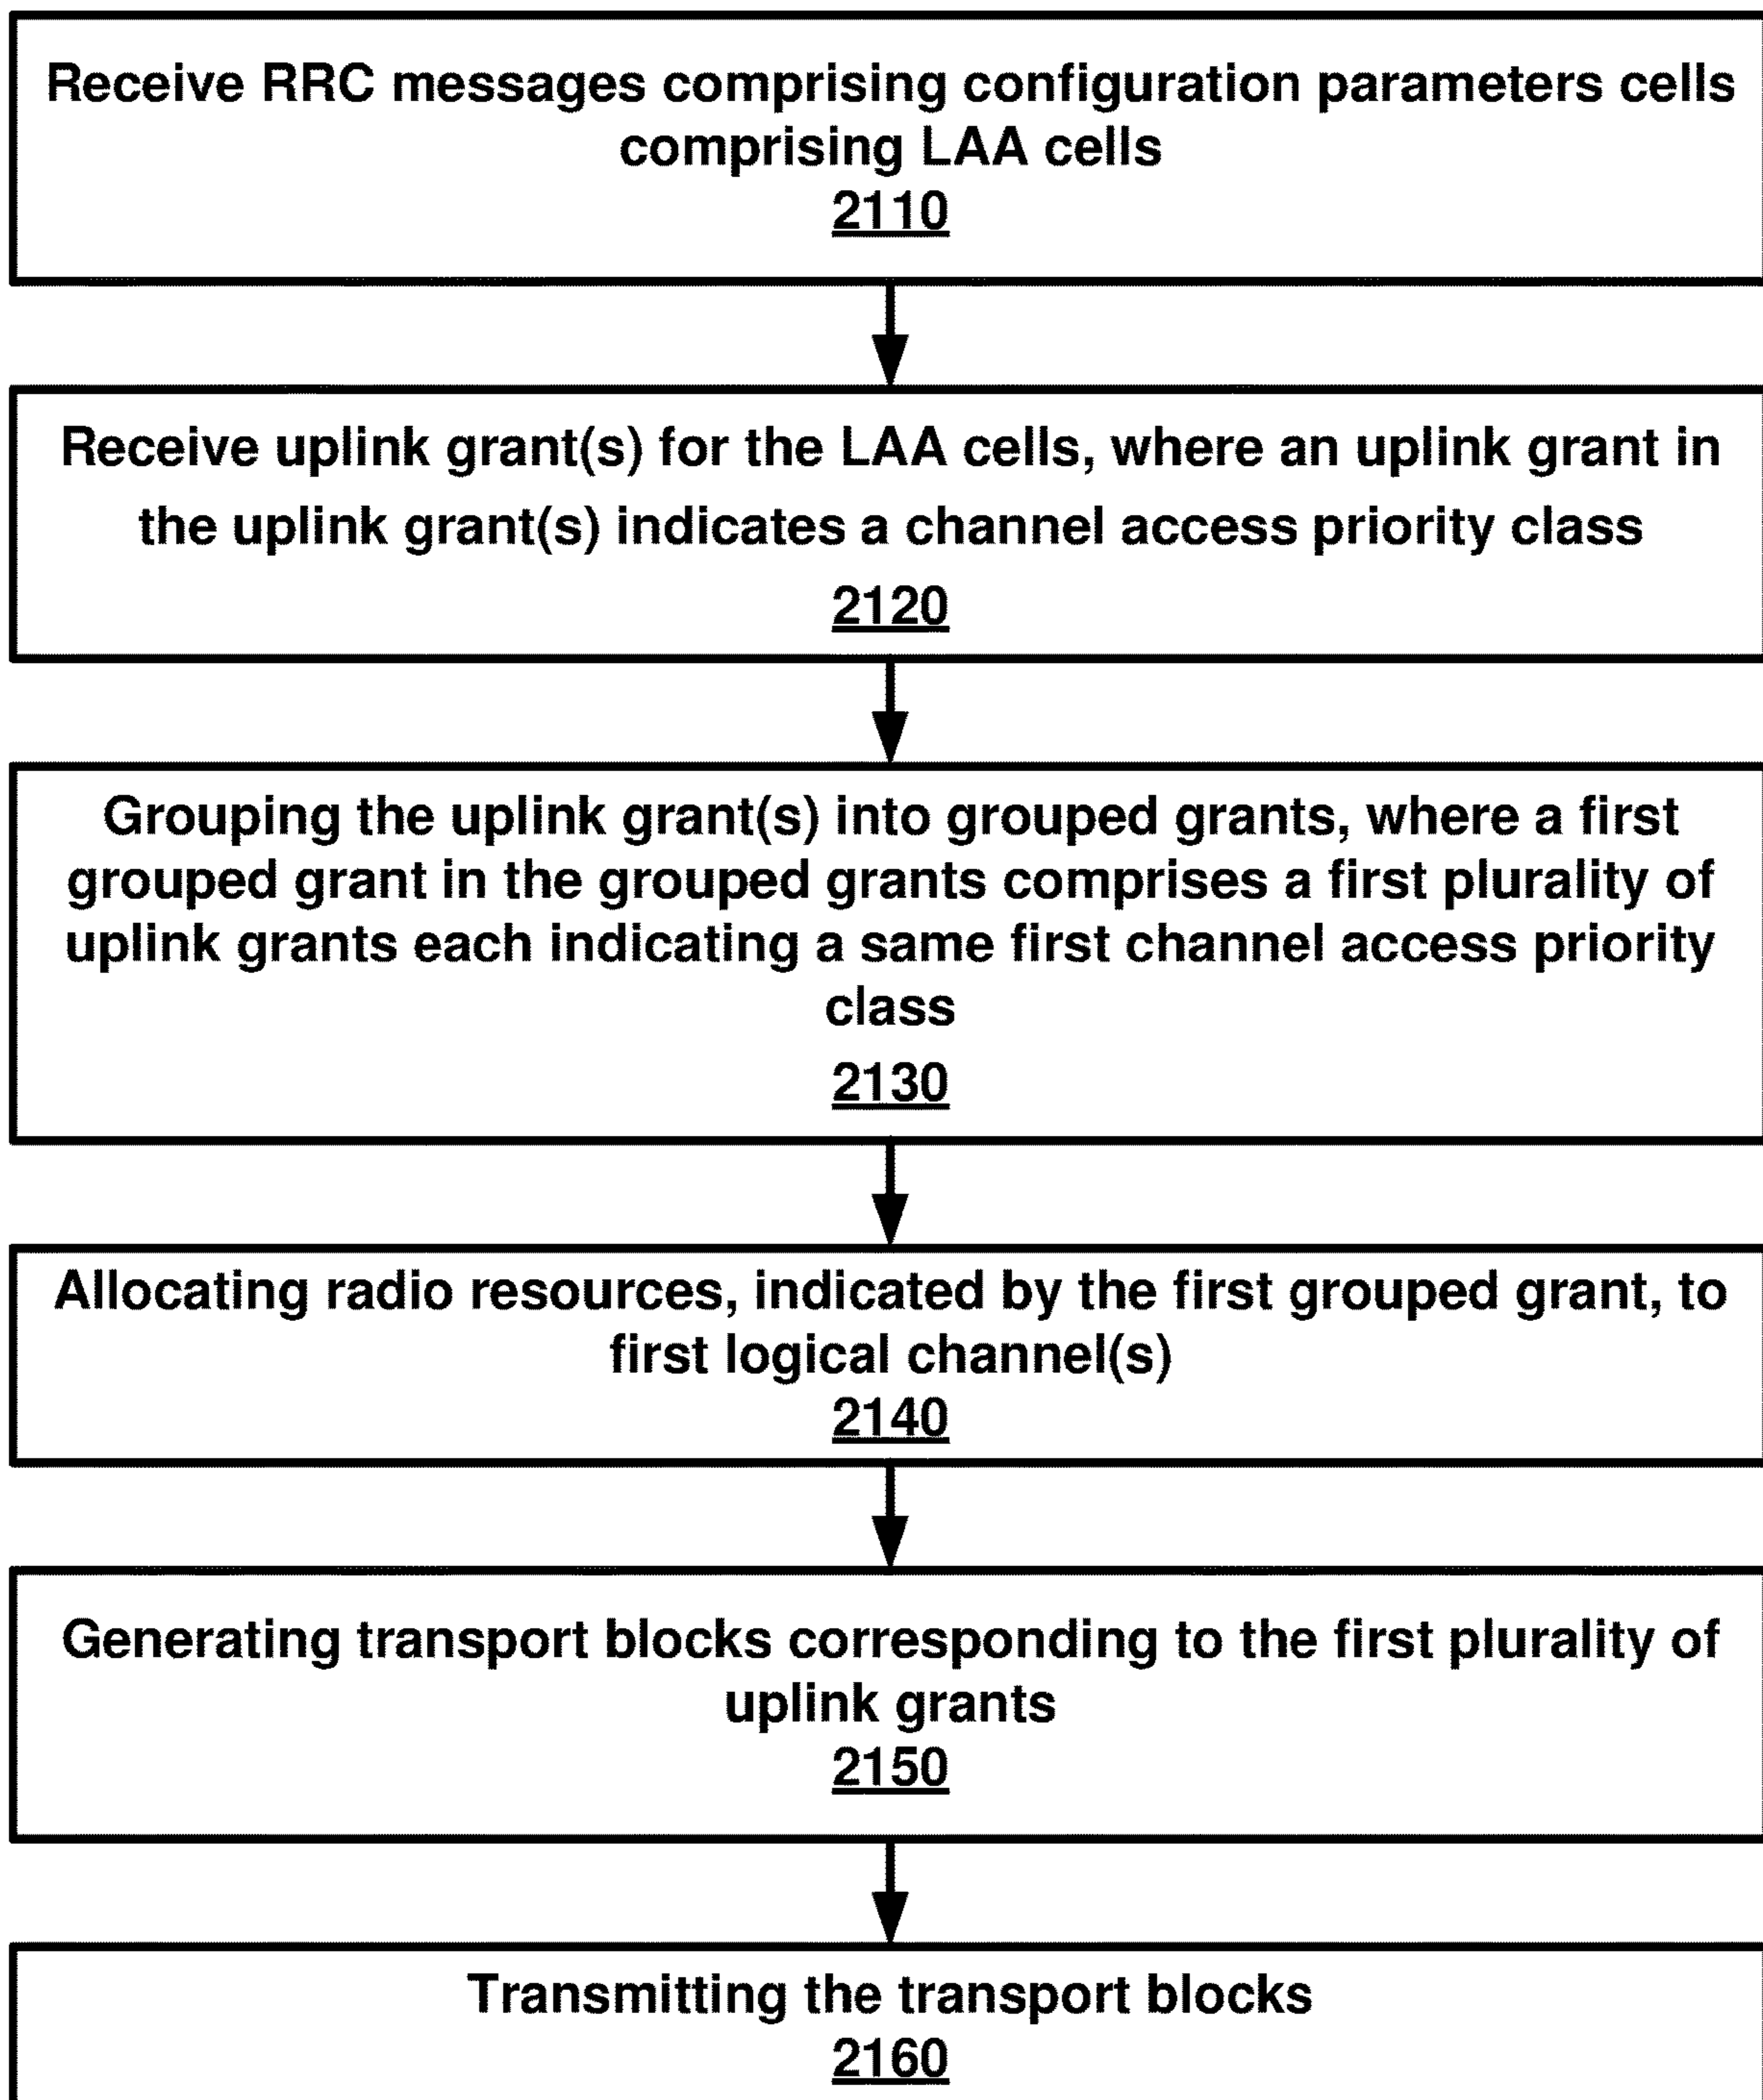 Receive RRC messages comprising configuration parameters cells
comprising LAA cells
2110
Receive uplink grant(s) for the LAA cells, where an uplink grant in
the uplink grant(s) indicates a channel access priority class
2120
Grouping the uplink grant(s) into grouped grants, where a first
grouped grant in the grouped grants comprises a first plurality of
uplink grants each indicating a same first channel access priority
class
2130
Allocating radio resources, indicated by the first grouped grant, to
first logical channel(s)
2140
Generating transport blocks corresponding to the first plurality of
uplink grants
2150
Transmitting the transport blocks
2160